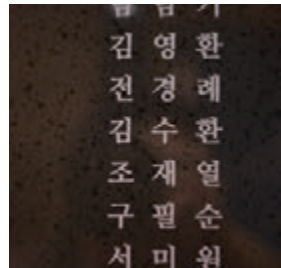 김 영 환
전 경 례
김 수 환
조 재 열
구 필 순
서 미 원